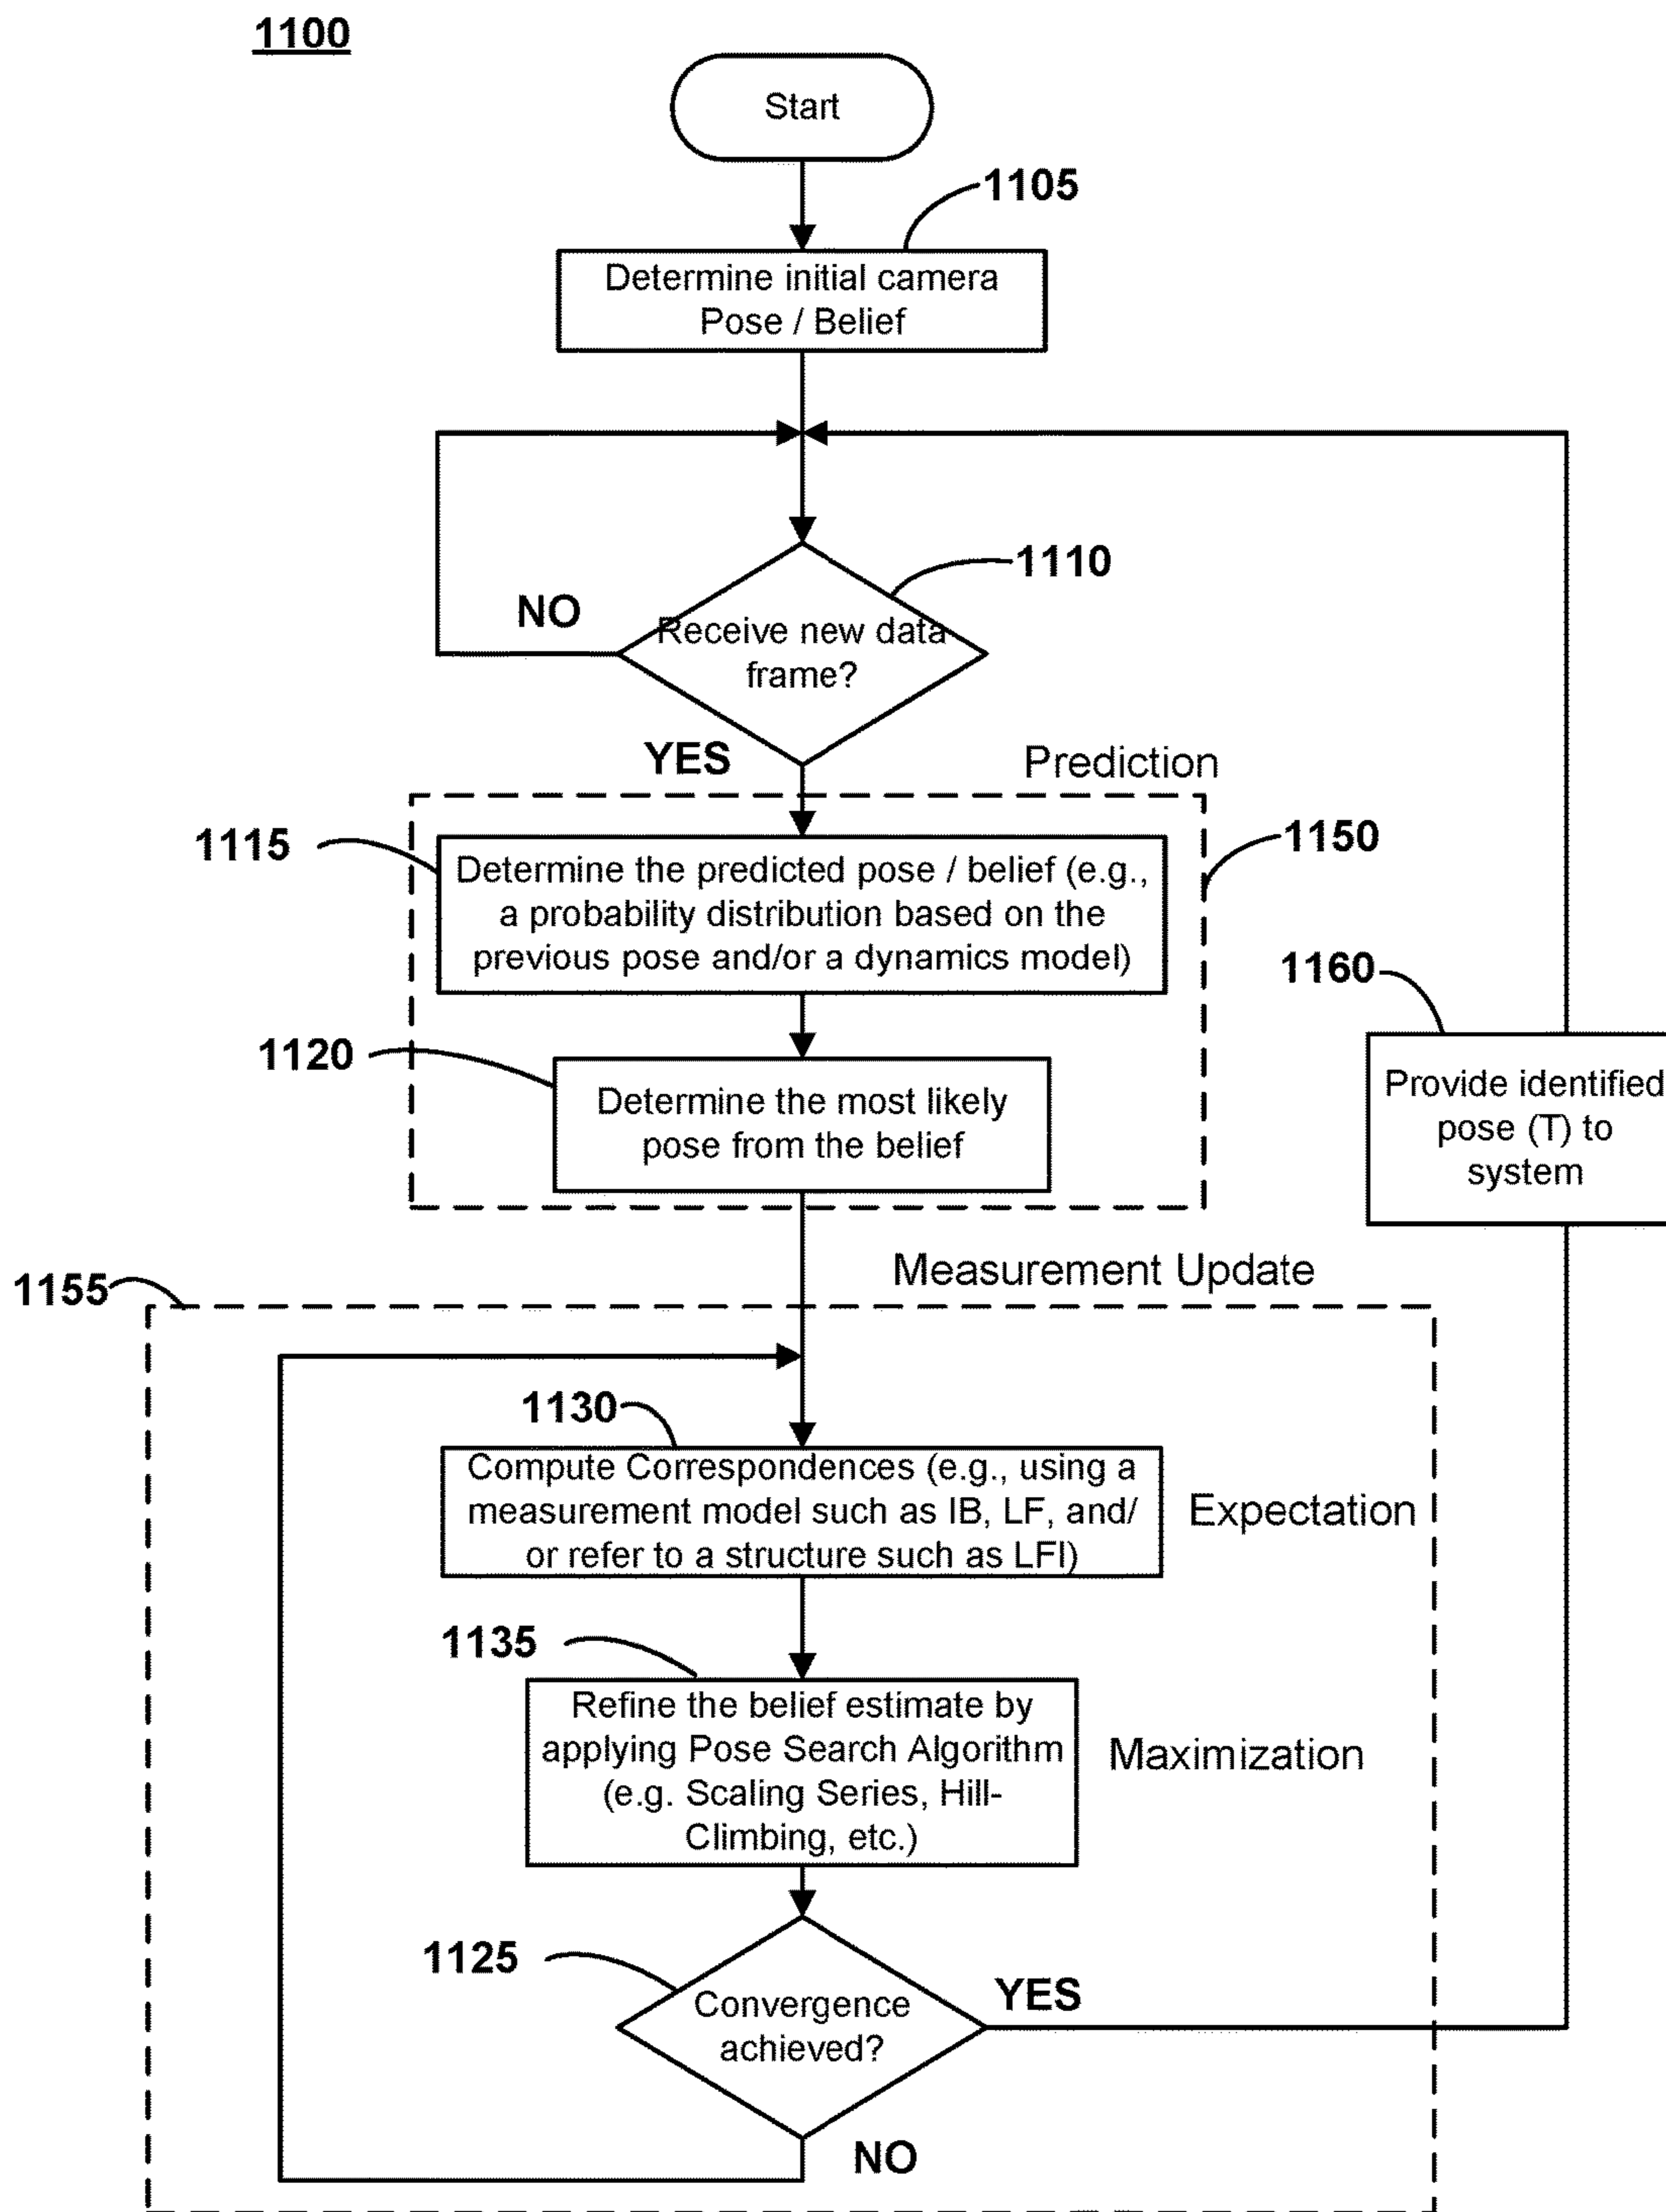 1100
Start
1105
Determine initial camera
Pose / Belief
1110
NO
Receive new data
frame?
YES
Prediction
1115
1150
Determine the predicted pose / belief (e.g.,
a probability distribution based on the
previous pose and/or a dynamics model)
1160
1120
Determine the most likely
pose from the belief
Provide identified
pose (T) to
system
Measurement Update
1155
1130
Compute Correspondences (e.g., using a
measurement model such as IB, LF, and/
or refer to a structure such as LFI)
Expectation
1135
Refine the belief estimate by
applying Pose Search Algorithm
(e.g. Scaling Series, Hill-
Climbing, etc.)
Maximization
1125
Convergence
achieved?
YES
NO